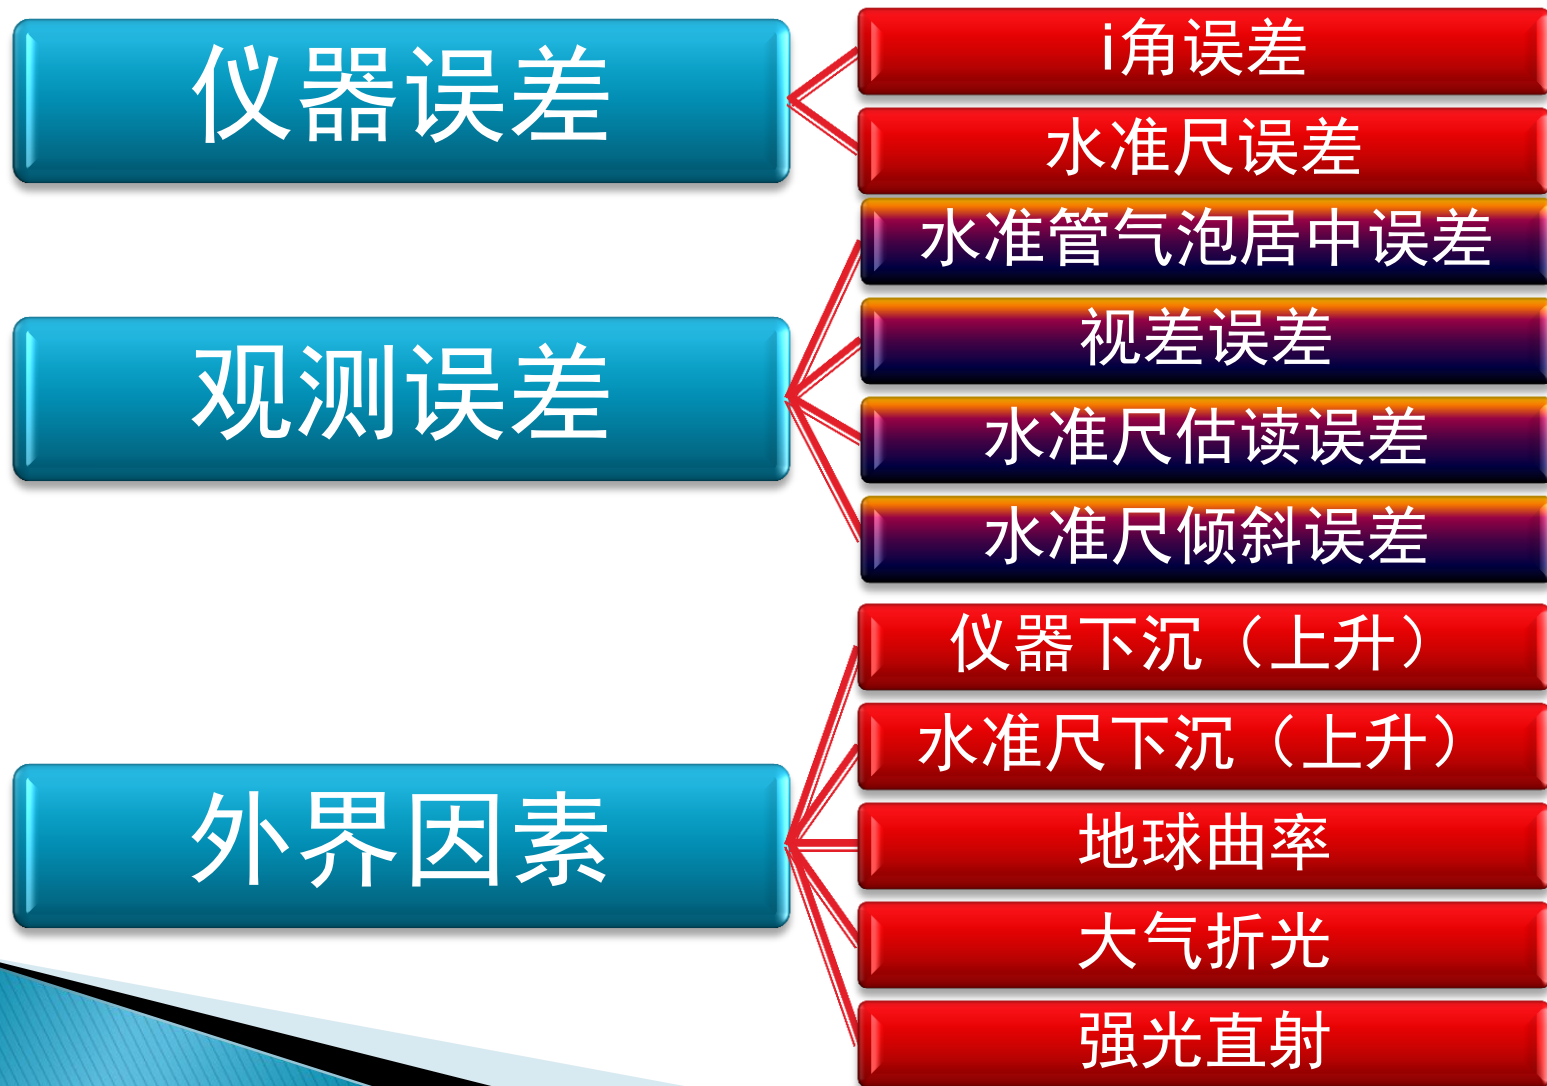 仪器误差
i角误差
水准尺误差
观测误差
水准管气泡居中误差
视差误差
水准尺估读误差
水准尺倾斜误差
外界因素
仪器下沉（上升）
水准尺下沉（上升）
地球曲率
大气折光
强光直射